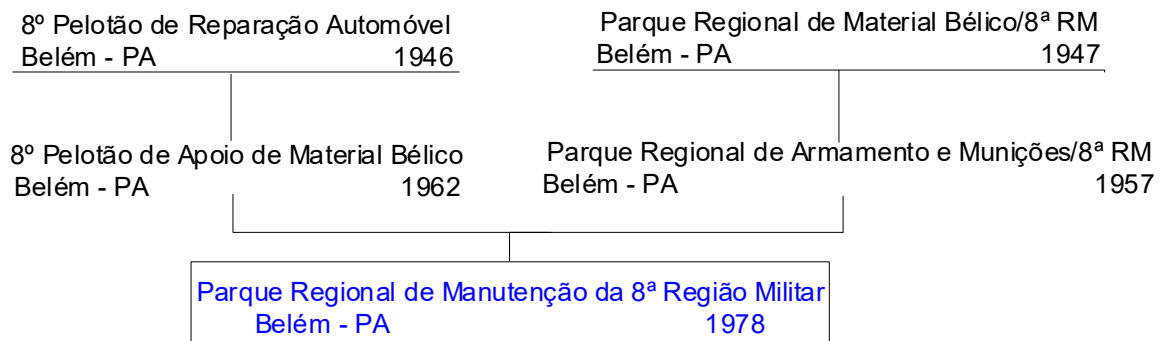 8º Pelotão de Reparação Automóvel
Belém - PA 1946
Parque Regional de Material Bélico/8ª RM
Belém - PA 1947
8º Pelotão de Apoio de Material Bélico
Belém - PA 1962
Parque Regional de Armamento e Munições/8ª RM
Belém - PA 1957
Parque Regional de Manutenção da 8ª Região Militar
Belém - PA 1978